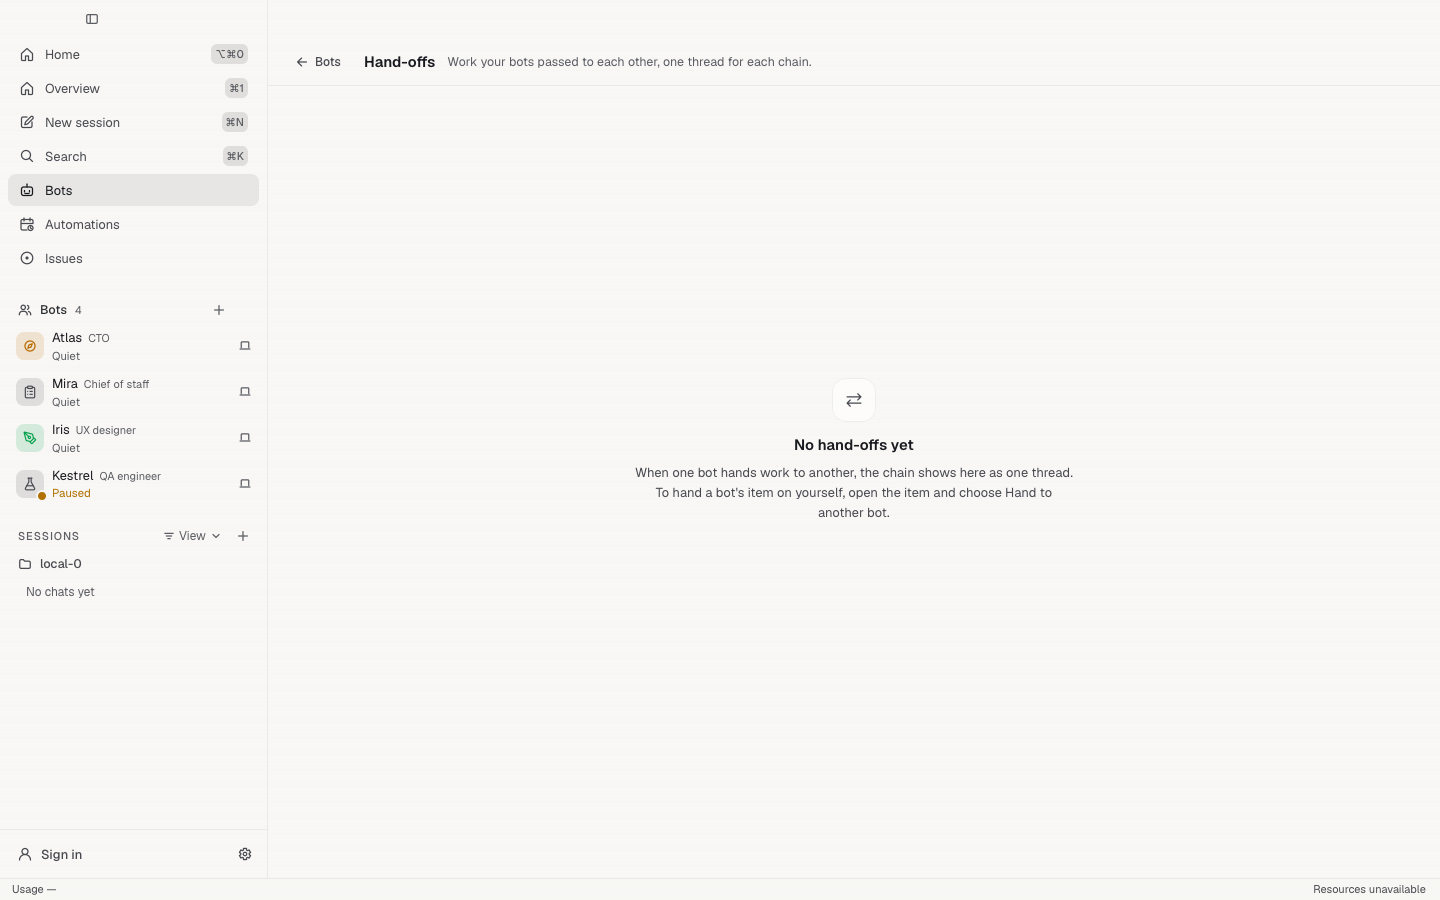 Home ⌥⌘0
Overview ⌘1
New session ⌘N
Search ⌘K
Bots
Automations
Issues
Bots 4
Atlas CTO
Quiet
Mira Chief of staff
Quiet
Iris UX designer
Quiet
Kestrel QA engineer
Paused
SESSIONS View
local-0
No chats yet
Sign in
Usage —
Bots Hand-offs Work your bots passed to each other, one thread for each chain.
No hand-offs yet
When one bot hands work to another, the chain shows here as one thread.
To hand a bot's item on yourself, open the item and choose Hand to
another bot.
Resources unavailable